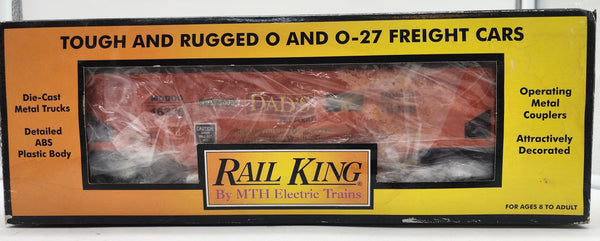 TOUGH AND RUGGED O AND O-27 FREIGHT CARS
Die-Cast
Metal Trucks
Detailed
ABS
Plastic Body
DAD'S
CAUTION
Operating
Metal
Couplers
Attractively
Decorated
RAIL KING®
By MTH Electric Trains
FOR AGES 8 TO ADULT